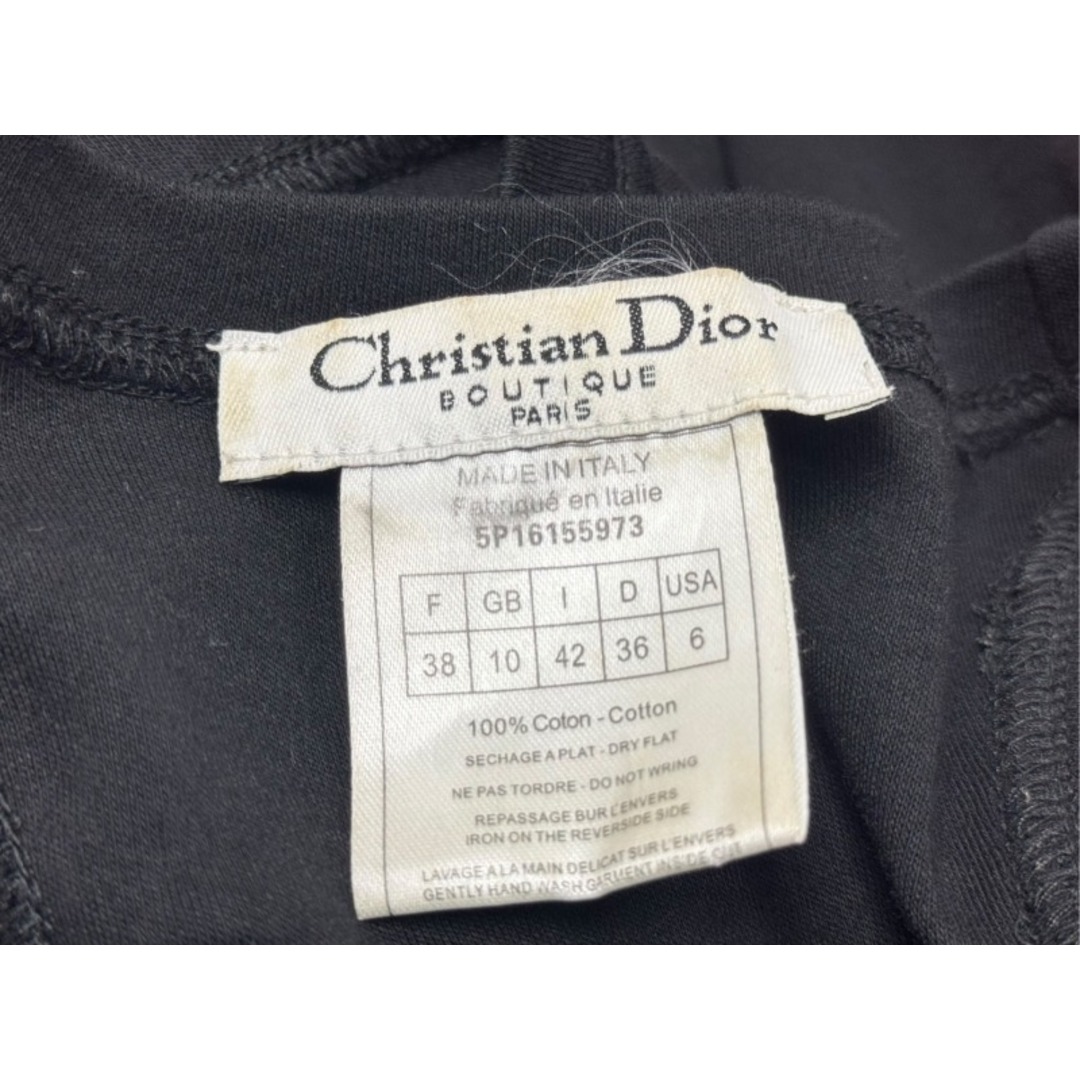 Christian Dior
BOUTIQUE
PARIS
MADE IN ITALY
Fabriqué en Italie
5P16155973
F GB I D USA
38 10 42 36 6
100% Coton - Cotton
SECHAGE A PLAT - DRY FLAT
NE PAS TORDRE - DO NOT WRING
REPASSAGE BUR L'ENVERS
IRON ON THE REVERSIDE SIDE
LAVAGE A LA MAIN DELICAT SUR L'ENVERS
GENTLY HAND WASH GARMENT INSIDE OUT